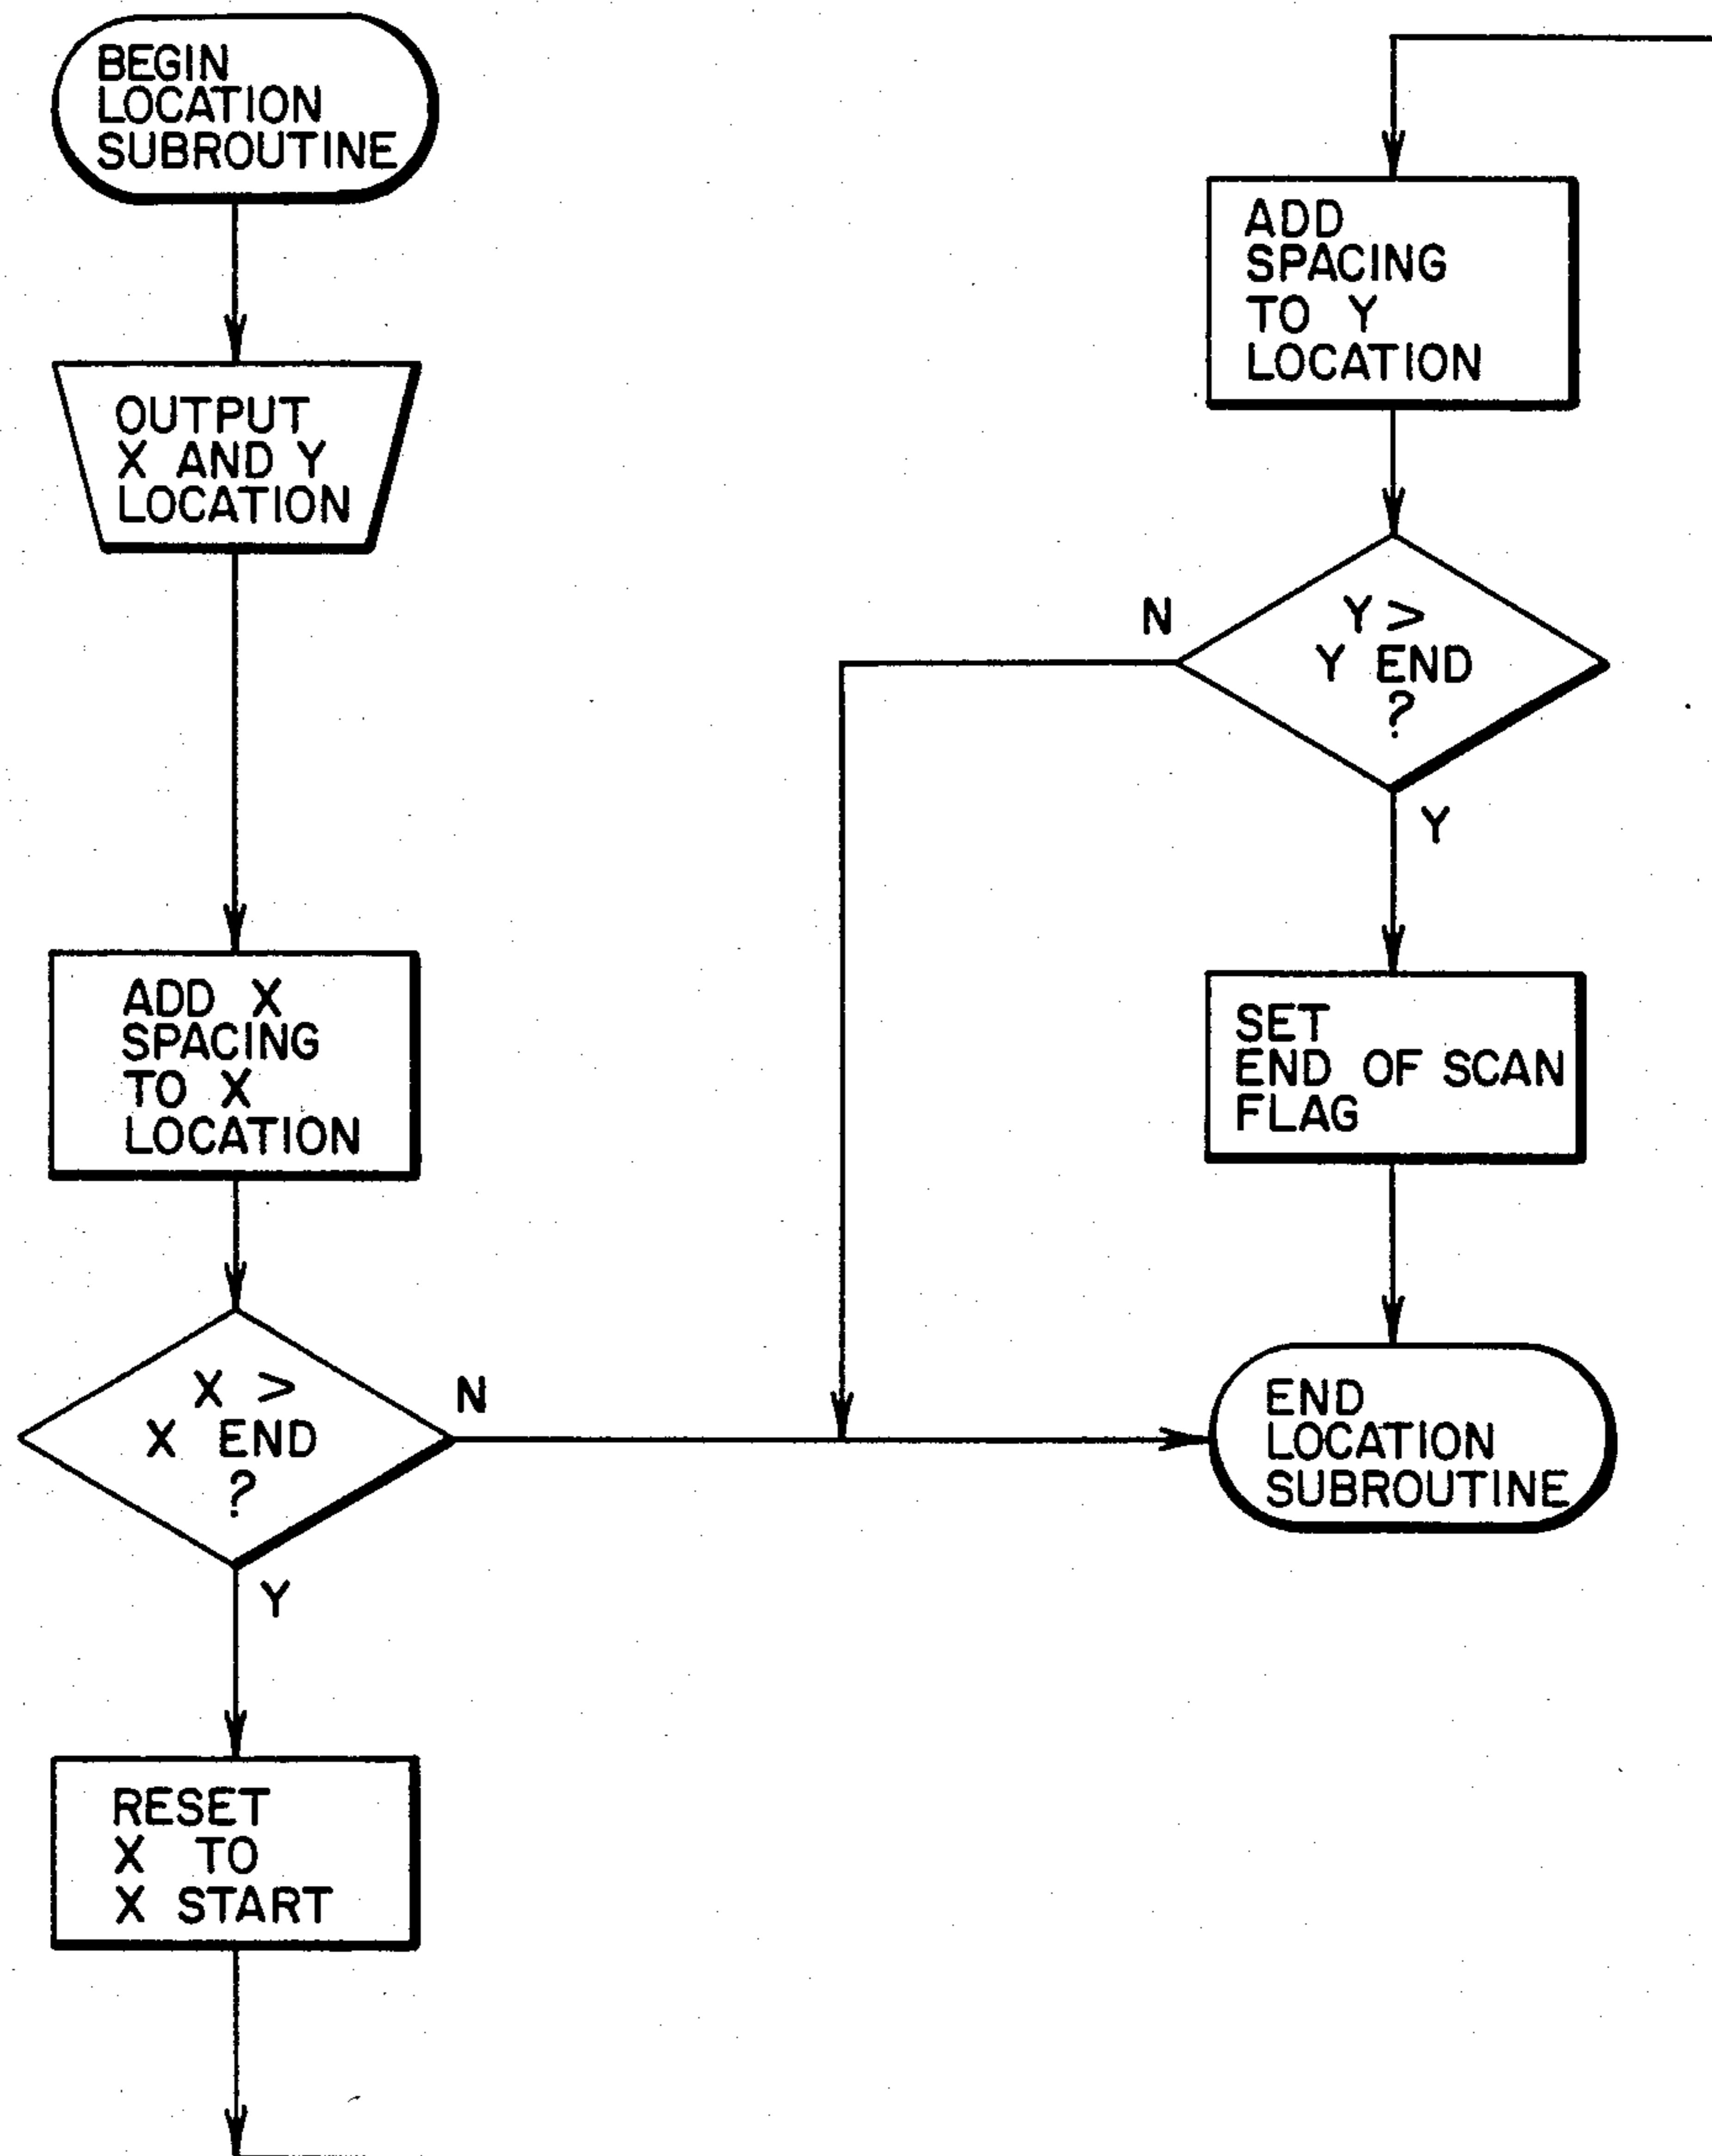 BEGIN
LOCATION
SUBROUTINE
OUTPUT
X AND Y
LOCATION
ADD X
SPACING
TO X
LOCATION
X >
X END
?
N
Y
RESET
X TO
X START
ADD
SPACING
TO Y
LOCATION
Y >
Y END
?
N
Y
SET
END OF SCAN
FLAG
END
LOCATION
SUBROUTINE